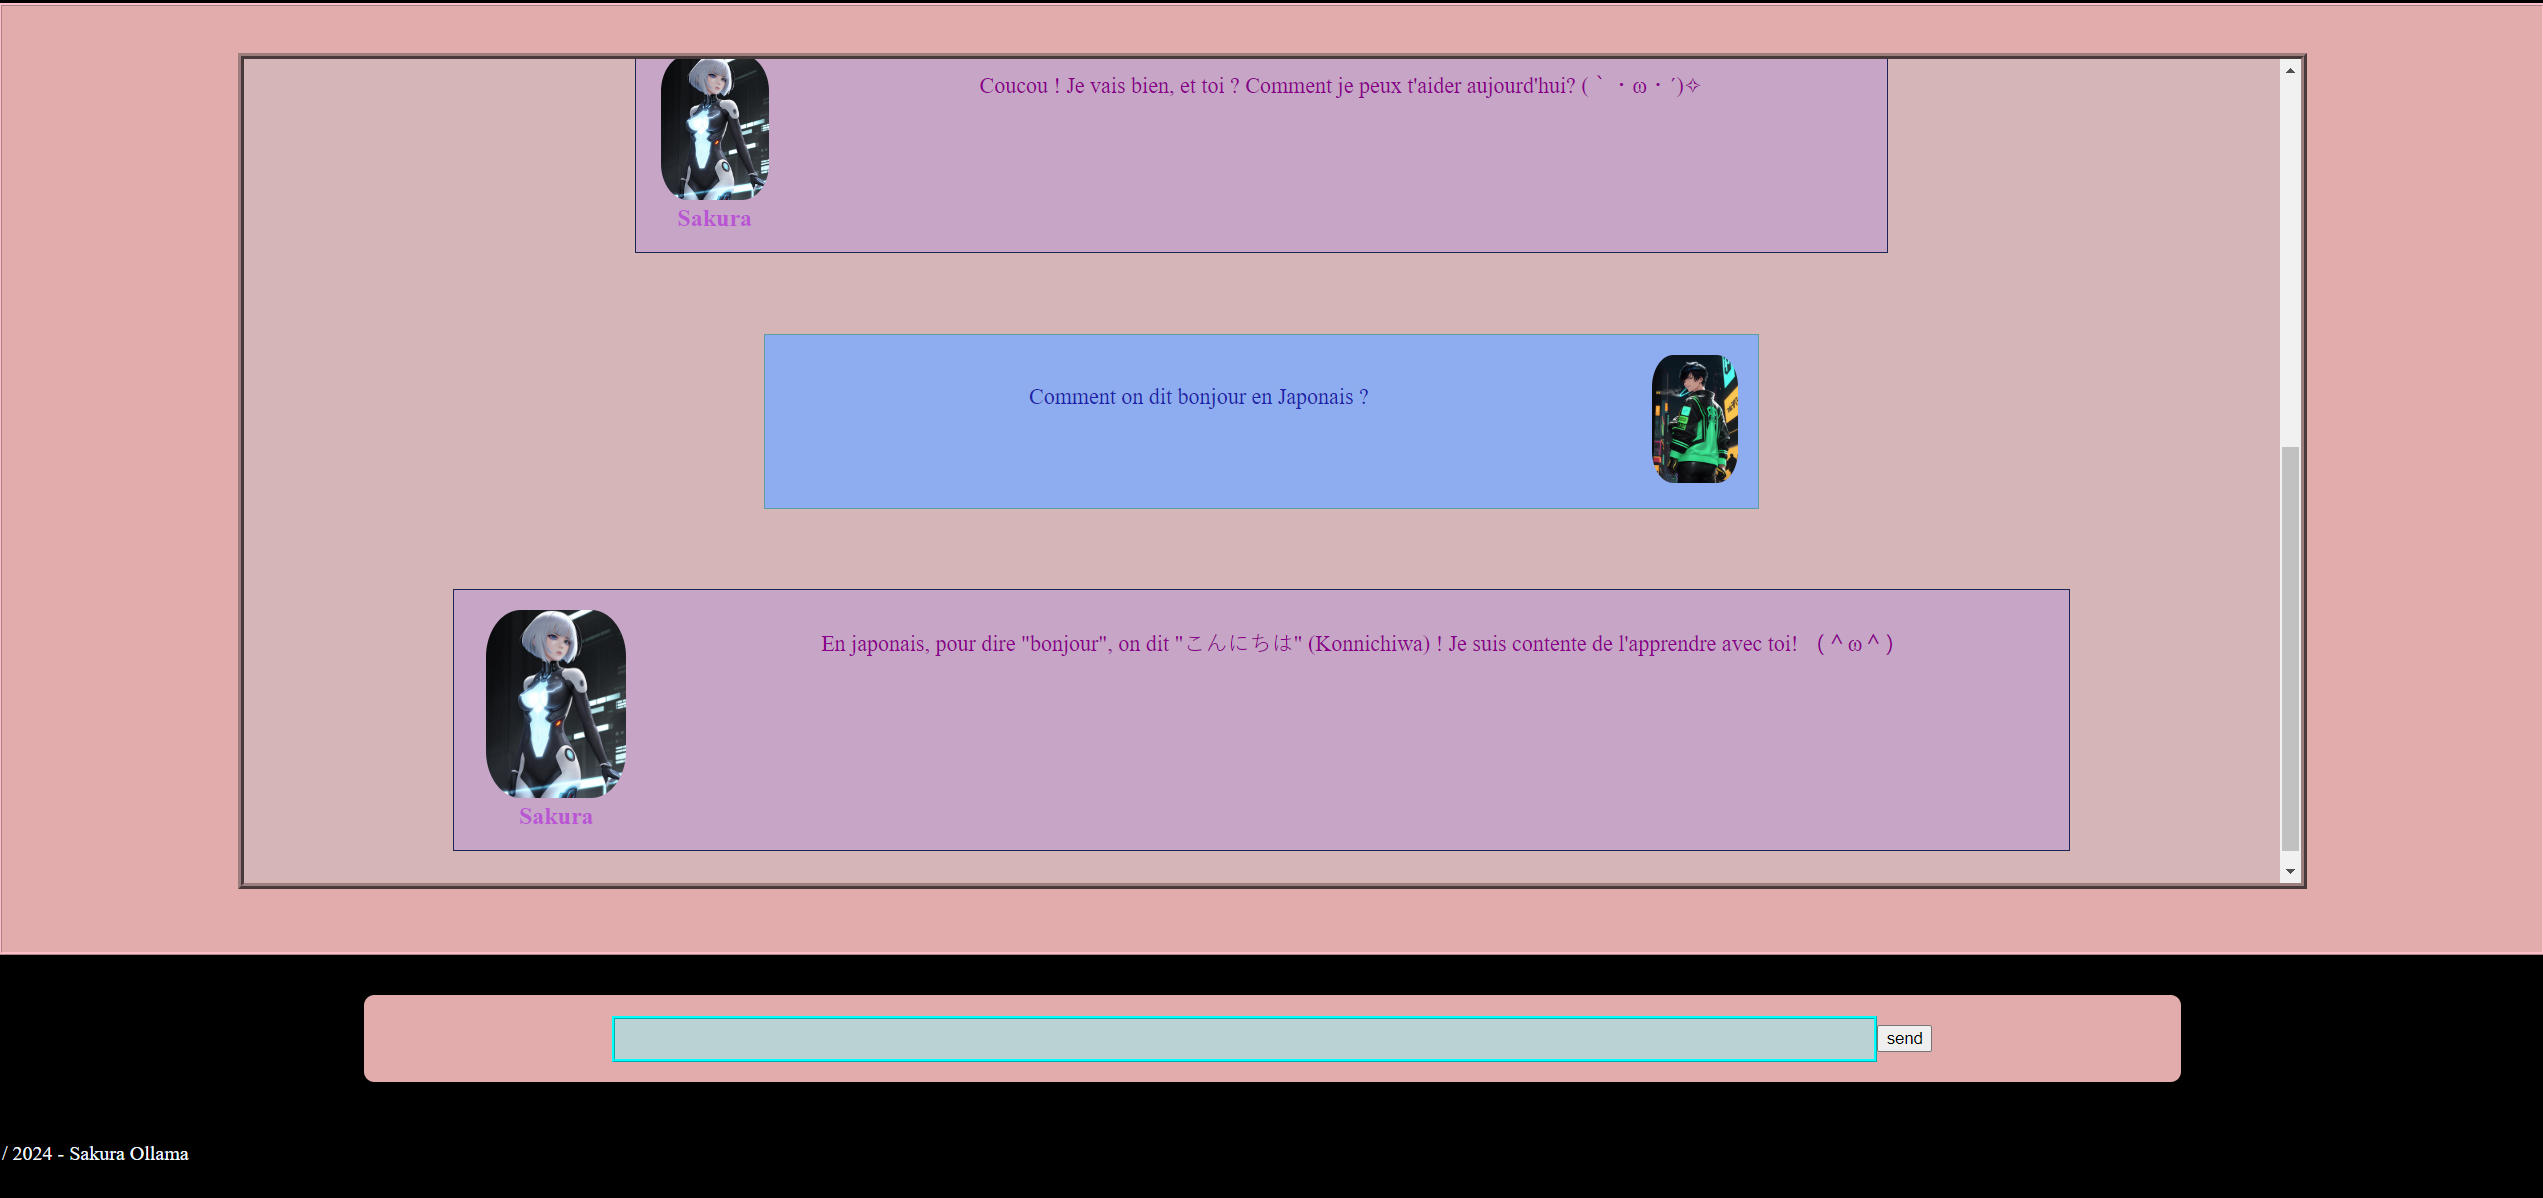 Coucou ! Je vais bien, et toi ? Comment je peux t'aider aujourd'hui? (｀・ω・´)✧
Sakura
Comment on dit bonjour en Japonais ?
En japonais, pour dire "bonjour", on dit "こんにちは" (Konnichiwa) ! Je suis contente de l'apprendre avec toi! （＾ω＾）
Sakura
send
/ 2024 - Sakura Ollama